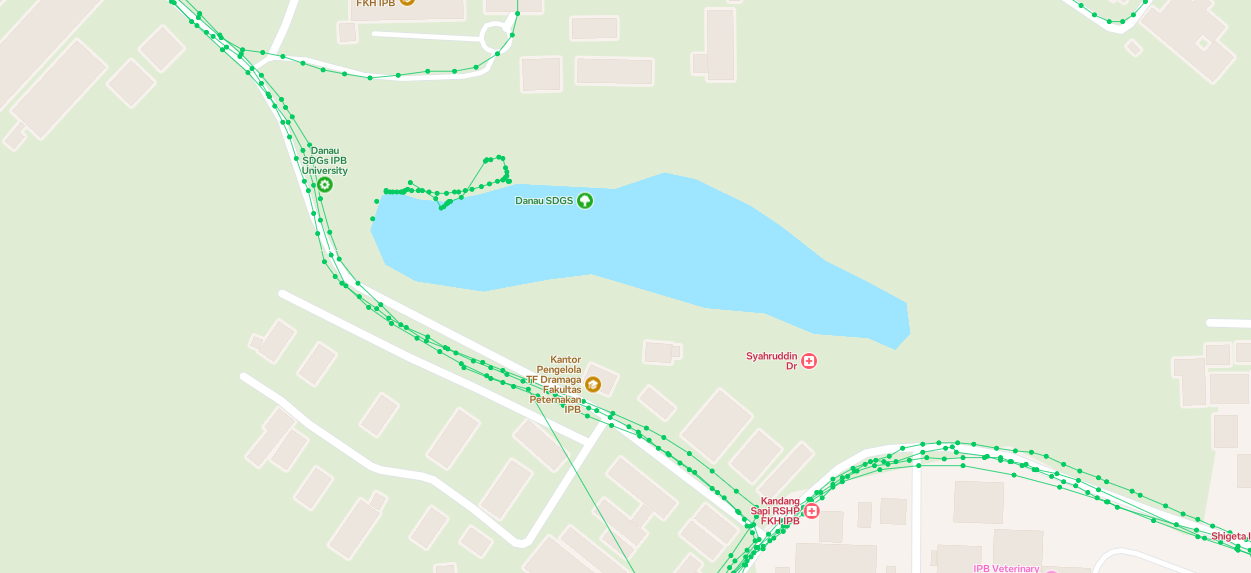 FKH IPB
Danau
SDGs IPB
University
Danau SDGS
Syahruddin
Dr
Kantor
Pengelola
TF Dramaga
Fakultas
Peternakan
IPB
Kandang
Sapi RSHP
FKH IPB
Shigeta
IPB Veterinary